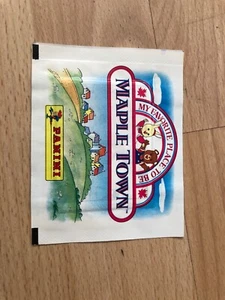 MY FAVORITE PLACE TO BE
MAPLE TOWN
PANINI